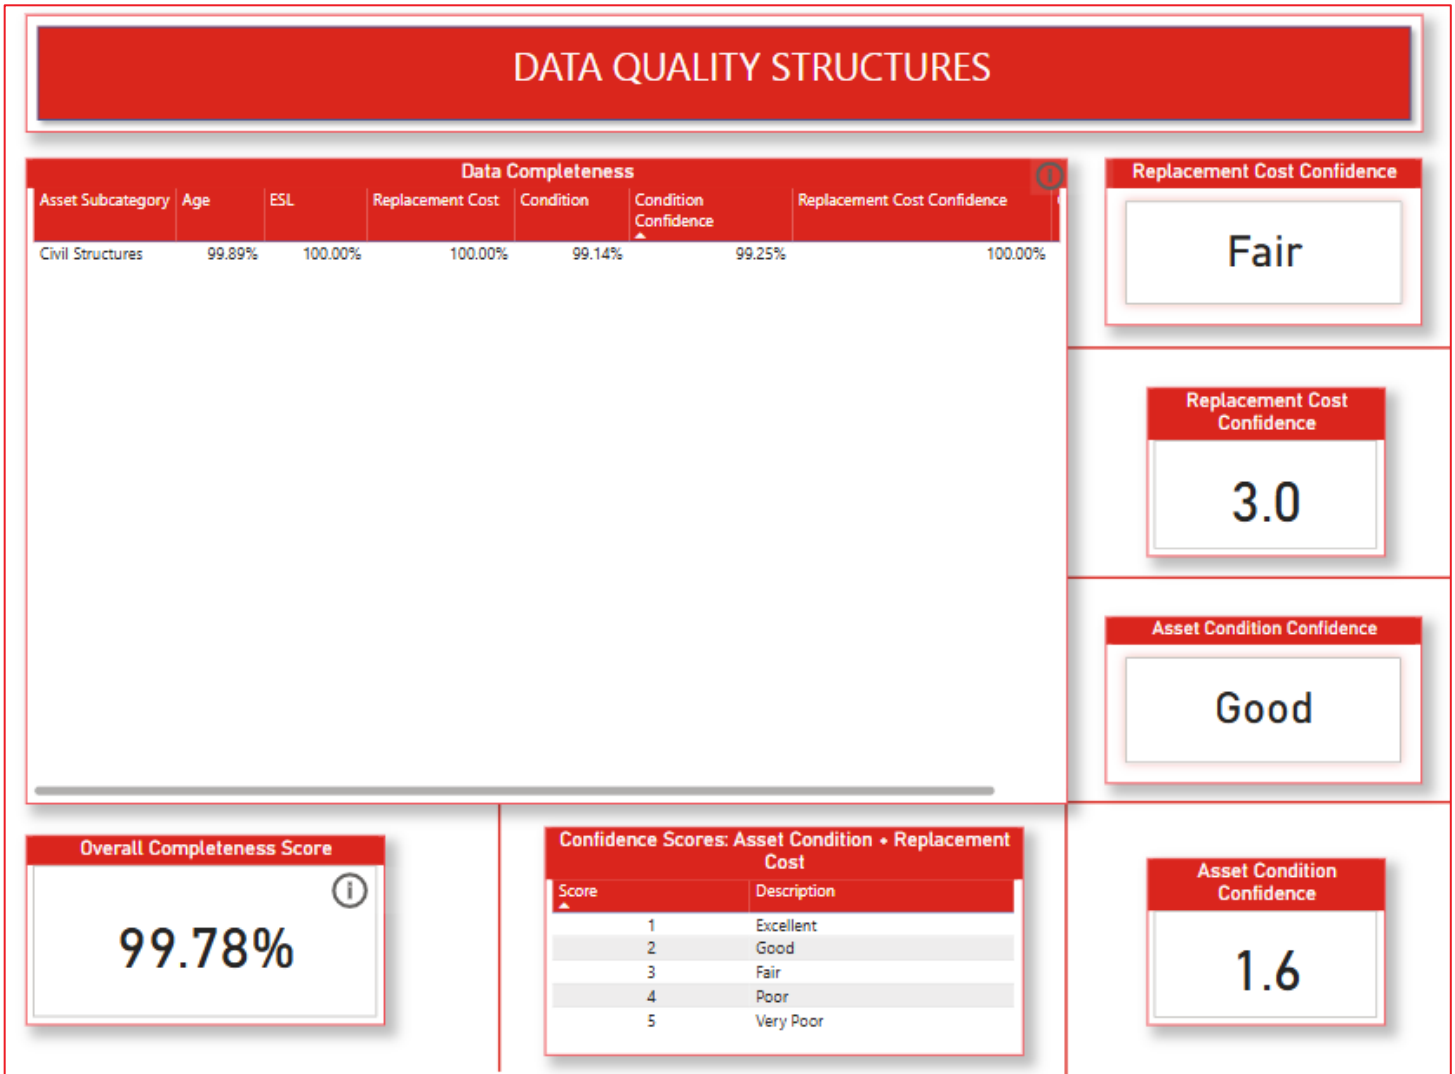 DATA QUALITY STRUCTURES
Data Completeness
Asset Subcategory Age ESL Replacement Cost Condition Condition Confidence Replacement Cost Confidence
Civil Structures 99.89% 100.00% 100.00% 99.14% 99.25% 100.00%
Replacement Cost Confidence
Fair
Replacement Cost
Confidence
3.0
Asset Condition Confidence
Good
Overall Completeness Score
99.78%
Confidence Scores: Asset Condition + Replacement
Cost
Score Description
1 Excellent
2 Good
3 Fair
4 Poor
5 Very Poor
Asset Condition
Confidence
1.6